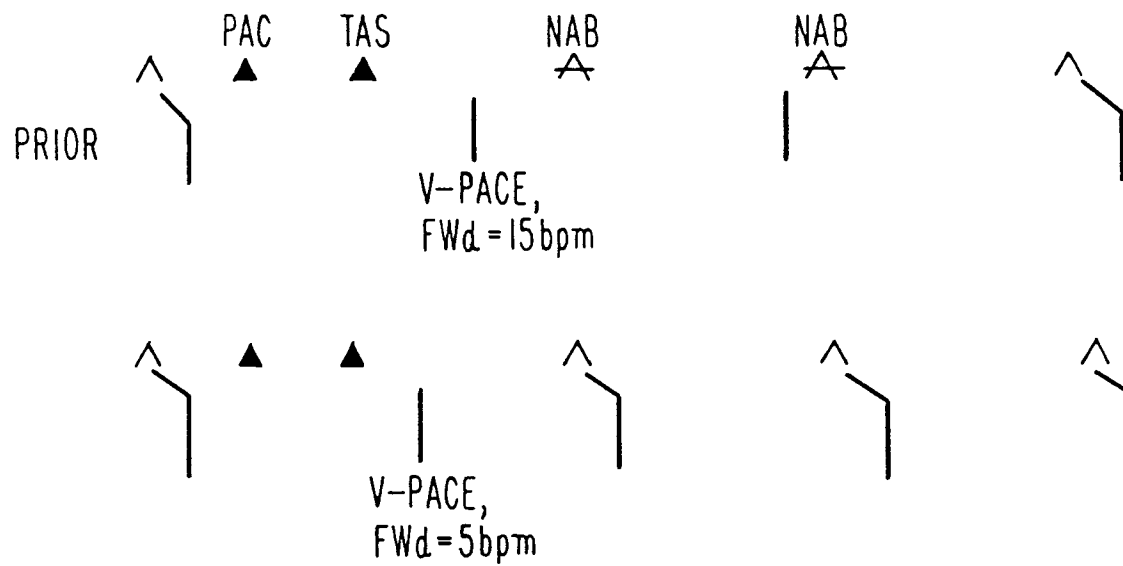 PAC TAS NAB NAB
PRIOR
V-PACE,
FWd=15bpm
V-PACE,
FWd=5bpm